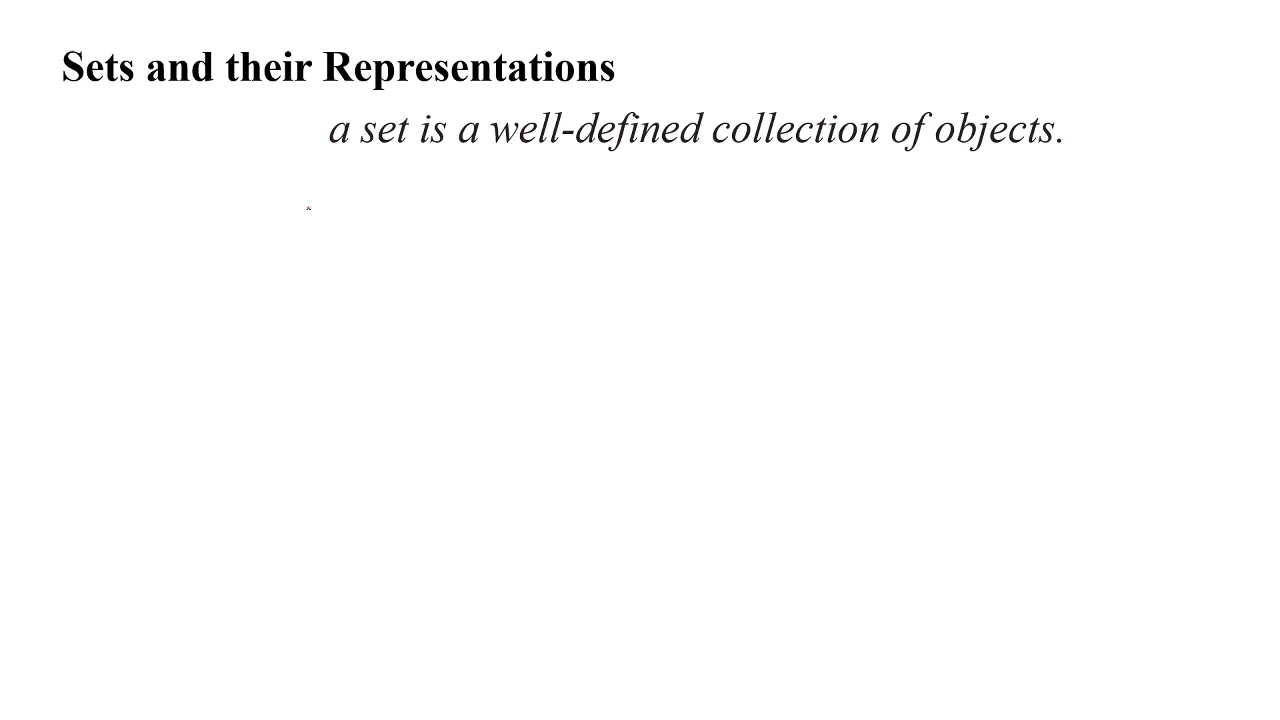 Sets and their Representations
a set is a well-defined collection of objects.